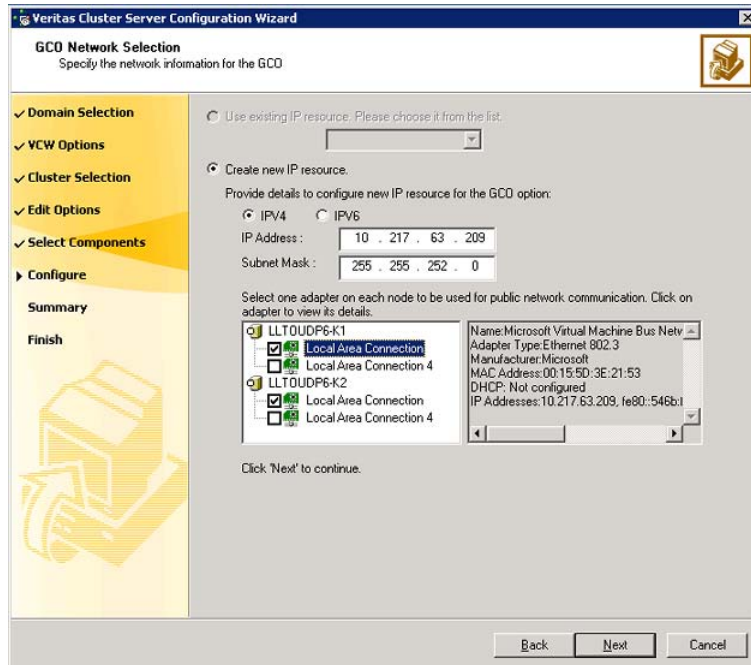 Veritas Cluster Server Configuration Wizard
GCO Network Selection
Specify the network information for the GCO
Domain Selection
VCW Options
Cluster Selection
Edit Options
Select Components
Configure
Summary
Finish
Use existing IP resource. Please choose it from the list.
Create new IP resource.
Provide details to configure new IP resource for the GCO option:
IPV4 IPV6
IP Address : 10 . 217 . 63 . 209
Subnet Mask : 255 . 255 . 252 . 0
Select one adapter on each node to be used for public network communication. Click on
adapter to view its details.
LLTOUDP6-K1
Local Area Connection
Local Area Connection 4
LLTOUDP6-K2
Local Area Connection
Local Area Connection 4
Name:Microsoft Virtual Machine Bus Netw
Adapter Type:Ethernet 802.3
Manufacturer:Microsoft
MAC Address:00:15:5D:3E:21:53
DHCP: Not configured
IP Addresses:10.217.63.209, fe80::546b:
Click 'Next' to continue.
Back Next Cancel